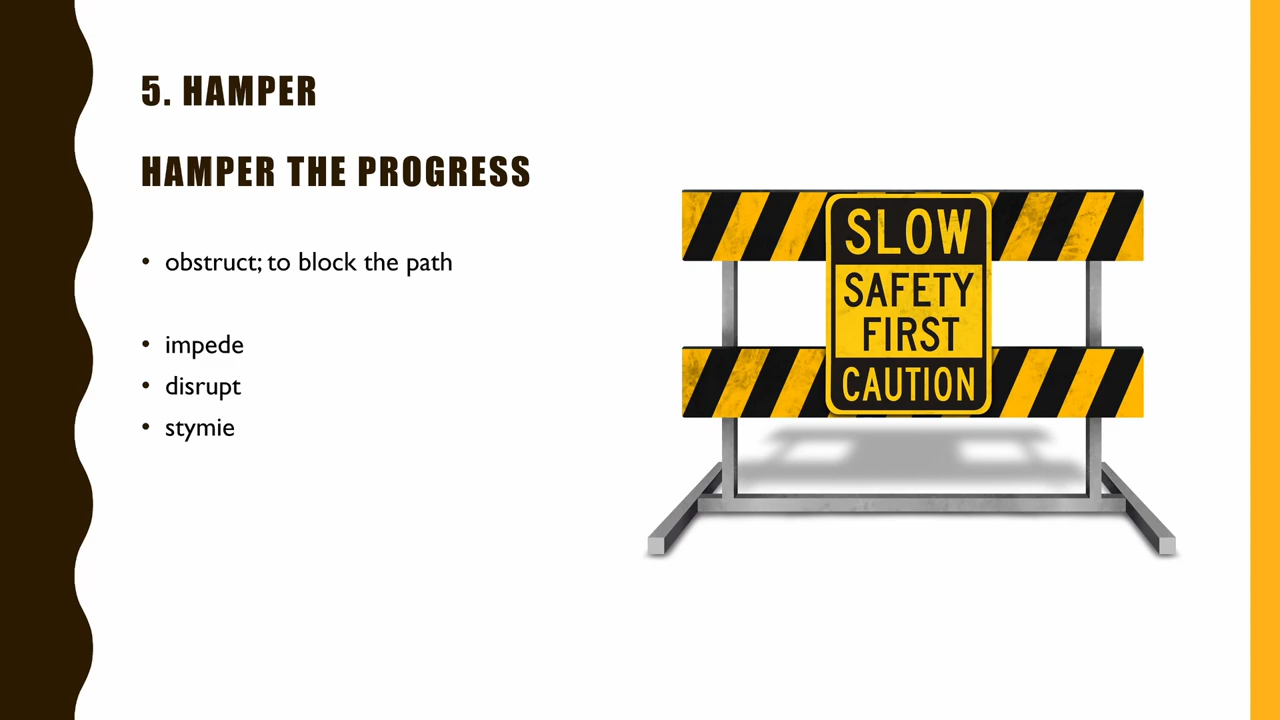 5. HAMPER
HAMPER THE PROGRESS
• obstruct; to block the path
• impede
• disrupt
• stymie
SLOW
SAFETY
FIRST
CAUTION